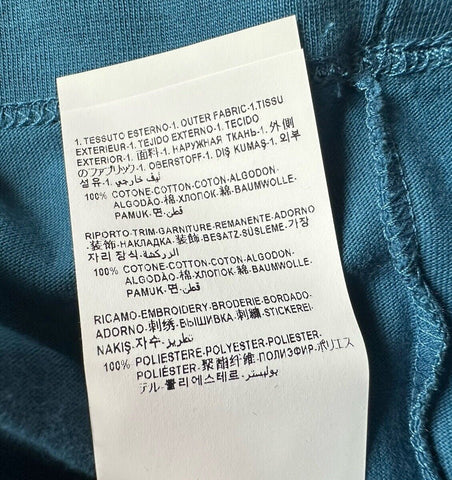 1. TESSUTO ESTERNO-1. OUTER FABRIC-1.TISSU
EXTERIEUR-1. TEJIDO EXTERNO-1. TECIDO
EXTERIOR-1. 面料-1. НАРУЖНАЯ ТКАНЬ-1. 外側
のファブリック-1. OBERSTOFF-1. DIŞ KUMAŞ-1. 외부
섬유-1. ليف خارجي
100% COTONE-COTTON-COTON-ALGODON-
ALGODÃO-棉-ХЛОПОК-綿-BAUMWOLLE-
PAMUK-면-قطن
RIPORTO-TRIM-GARNITURE-REMANENTE-ADORNO
-装饰-НАКЛАДКА-装飾-BESATZ-SÜSLEME-가장
자리 장식-الزركشة
100% COTONE-COTTON-COTON-ALGODON-
ALGODÃO-棉-ХЛОПОК-綿-BAUMWOLLE-
PAMUK-면-قطن
RICAMO-EMBROIDERY-BRODERIE-BORDADO-
ADORNO-刺绣-ВЫШИВКА-刺繍-STICKEREI-
NAKIŞ-자수-تطريز
100% POLIESTERE-POLYESTER-POLIESTER-
POLIÉSTER-聚酯纤维-ПОЛИЭФИР-ポリエス
テル-폴리에스테르-بوليستر